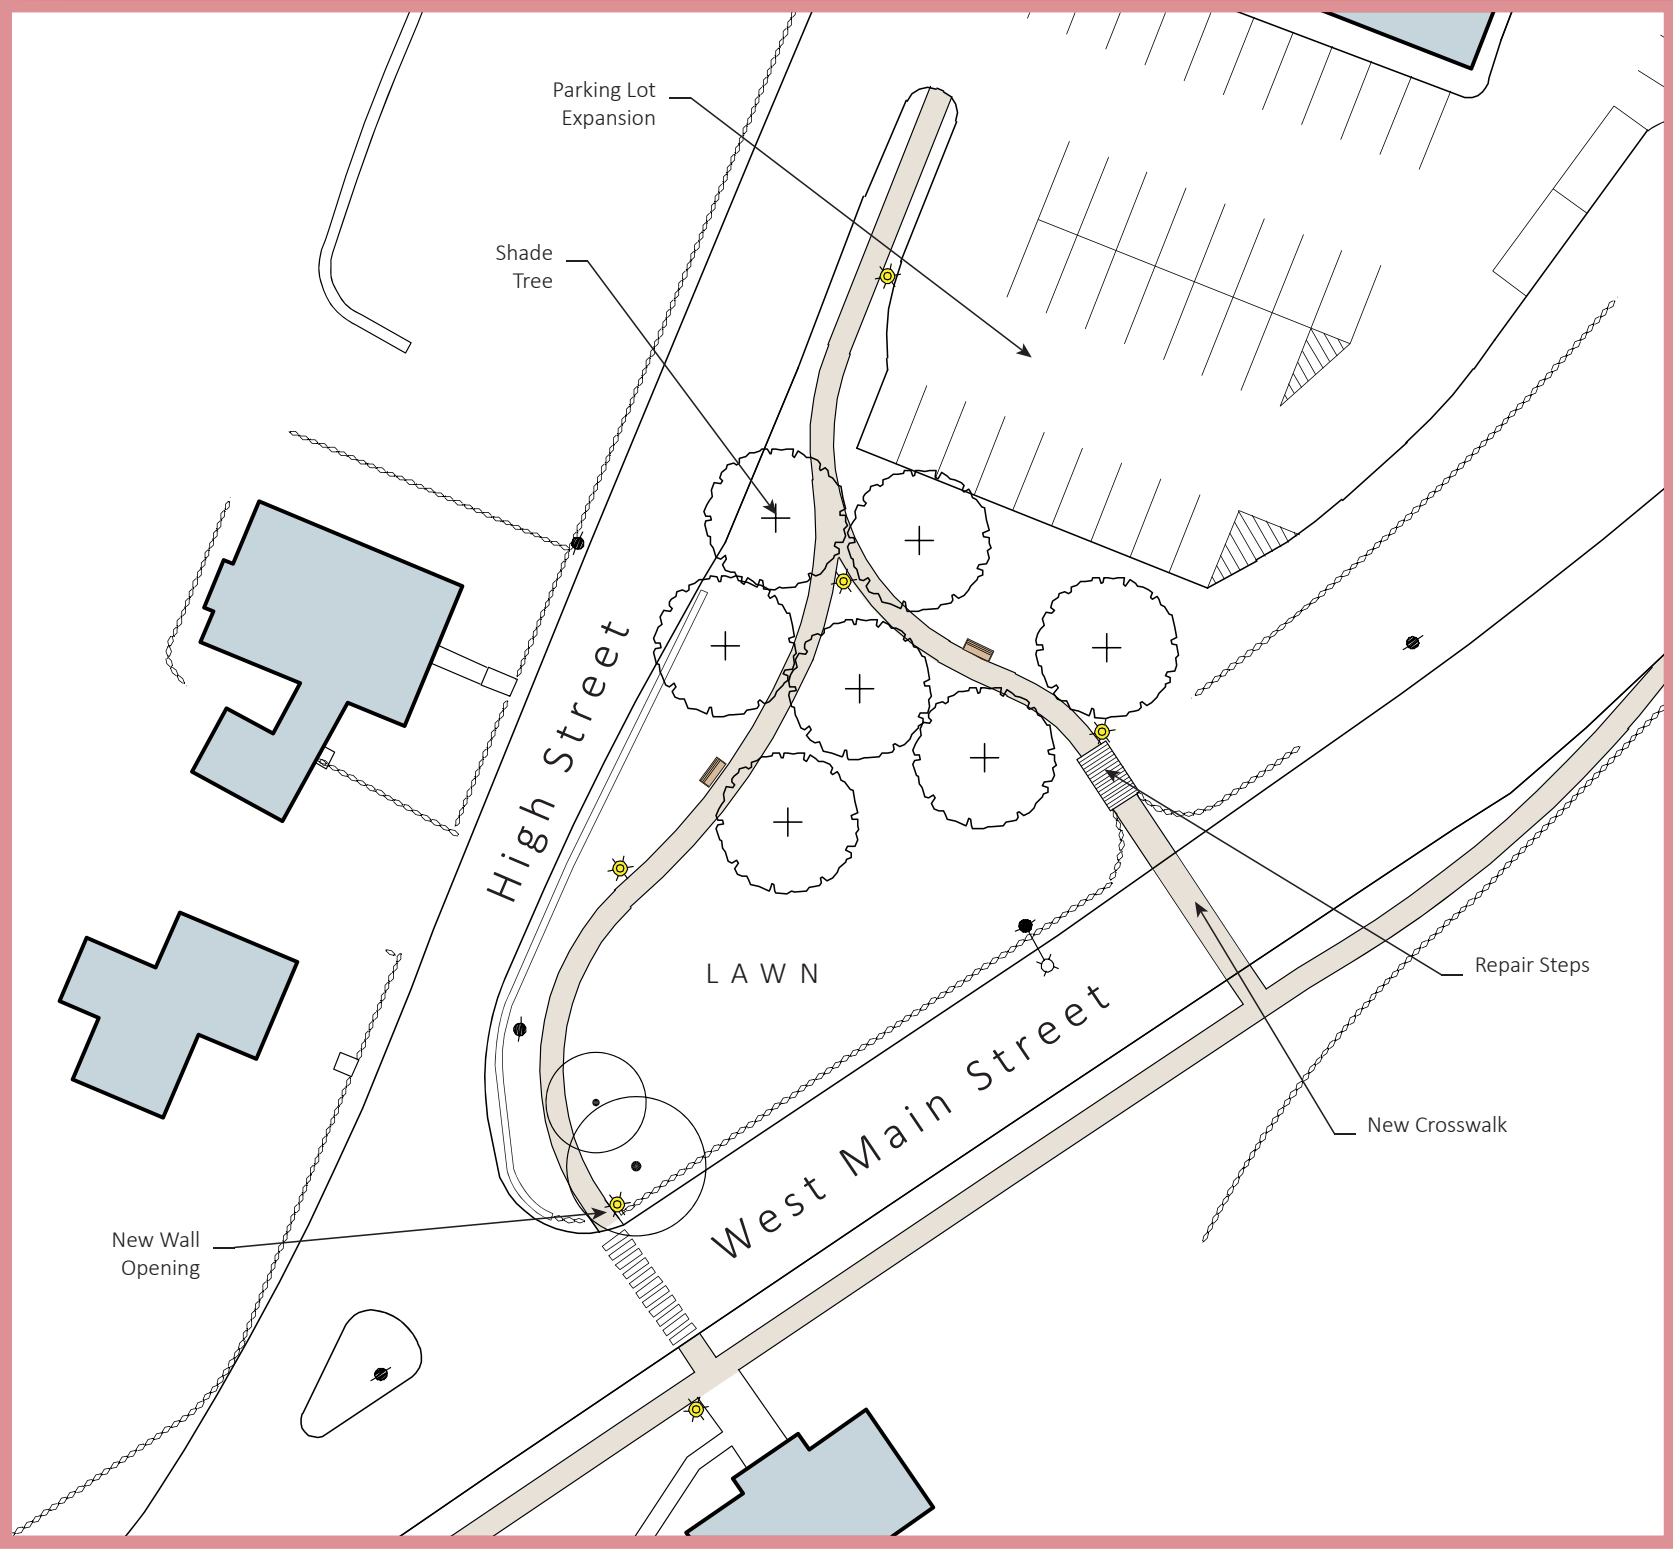 Parking Lot
Expansion
Shade
Tree
High Street
LAWN
West Main Street
Repair Steps
New Crosswalk
New Wall
Opening